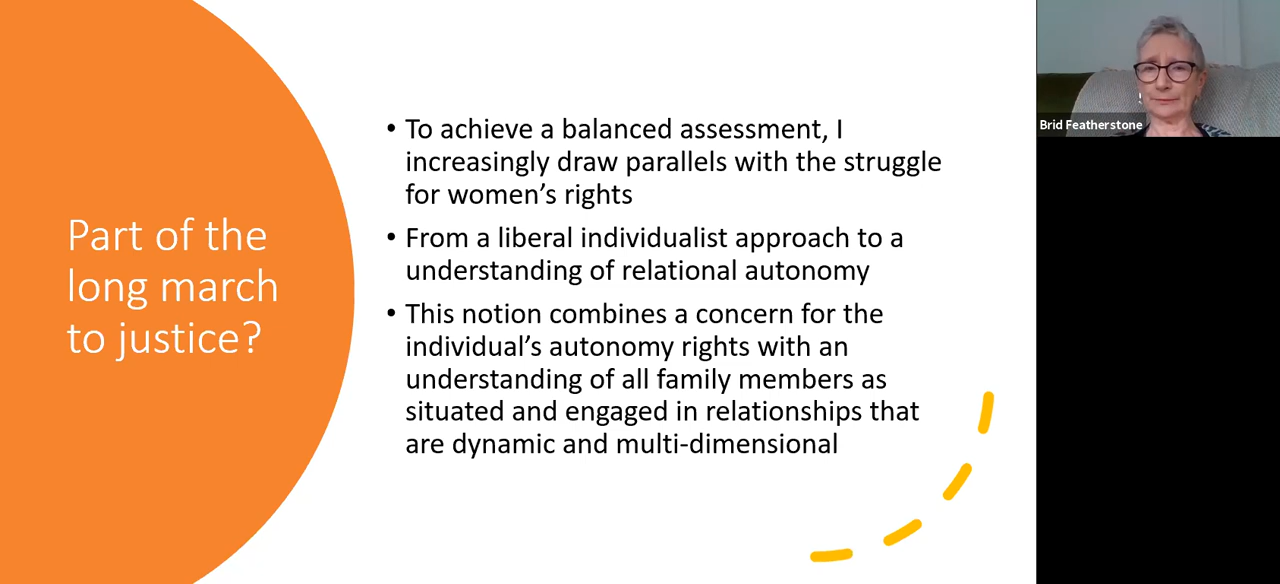 Part of the
long march
to justice?
• To achieve a balanced assessment, I
increasingly draw parallels with the struggle
for women’s rights
• From a liberal individualist approach to a
understanding of relational autonomy
• This notion combines a concern for the
individual’s autonomy rights with an
understanding of all family members as
situated and engaged in relationships that
are dynamic and multi-dimensional
Brid Featherstone